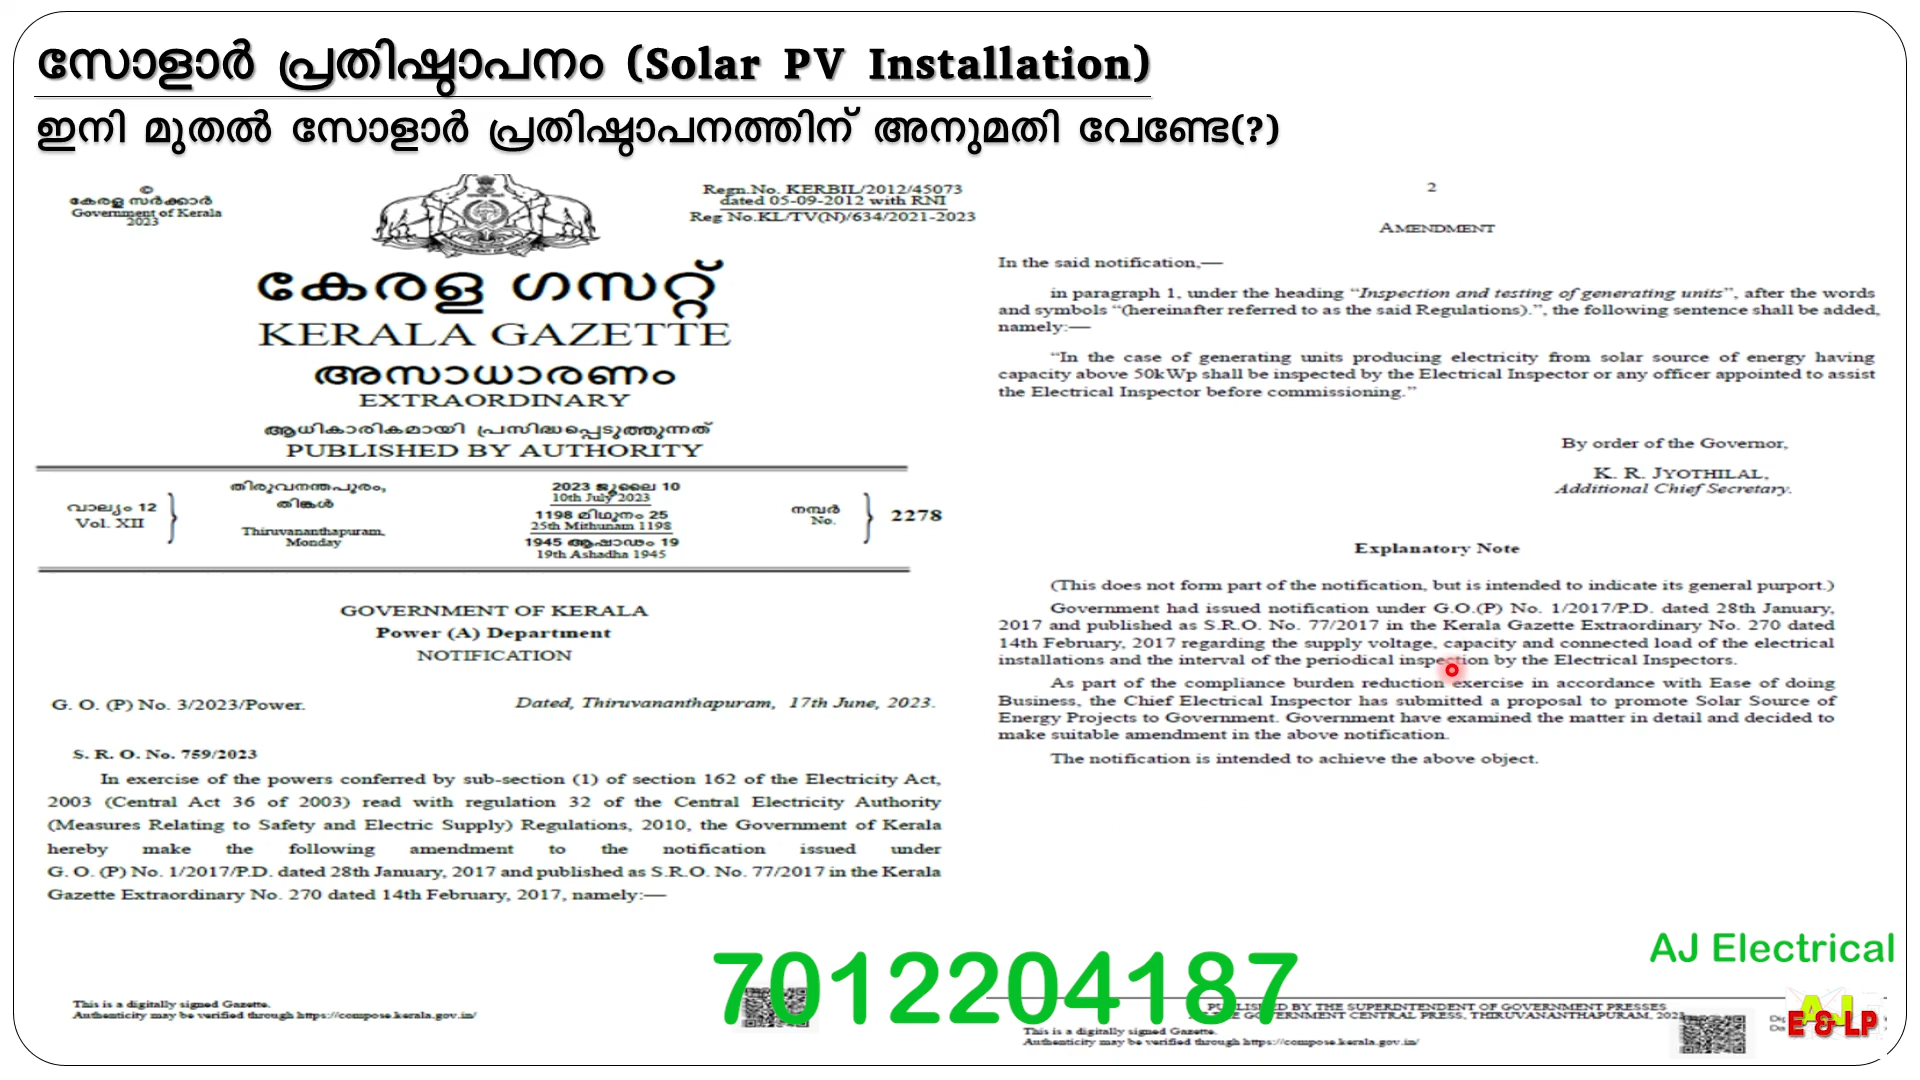 സോളാർ പ്രതിഷ്ഠാപനം (Solar PV Installation)
ഇനി മുതൽ സോളാർ പ്രതിഷ്ഠാപനത്തിന് അനുമതി വേണ്ടേ(?)
©
കേരള സർക്കാർ
Government of Kerala
2023
Regn.No. KERBIL/2012/45073
dated 05-09-2012 with RNI
Reg No.KL/TV(N)/634/2021-2023
കേരള ഗസറ്റ്
KERALA GAZETTE
അസാധാരണം
EXTRAORDINARY
ആധികാരികമായി പ്രസിദ്ധപ്പെടുത്തുന്നത്
PUBLISHED BY AUTHORITY
വാല്യം 12
Vol. XII
തിരുവനന്തപുരം,
തിങ്കൾ
Thiruvananthapuram,
Monday
2023 ജൂലൈ 10
10th July 2023
1198 മിഥുനം 25
25th Mithunam 1198
1945 ആഷാഢം 19
19th Ashadha 1945
നമ്പർ
No.
2278
GOVERNMENT OF KERALA
Power (A) Department
NOTIFICATION
G. O. (P) No. 3/2023/Power.
Dated, Thiruvananthapuram, 17th June, 2023.
S. R. O. No. 759/2023
In exercise of the powers conferred by sub-section (1) of section 162 of the Electricity Act,
2003 (Central Act 36 of 2003) read with regulation 32 of the Central Electricity Authority
(Measures Relating to Safety and Electric Supply) Regulations, 2010, the Government of Kerala
hereby make the following amendment to the notification issued under
G. O. (P) No. 1/2017/P.D. dated 28th January, 2017 and published as S.R.O. No. 77/2017 in the Kerala
Gazette Extraordinary No. 270 dated 14th February, 2017, namely:—
This is a digitally signed Gazette.
Authenticity may be verified through https://compose.kerala.gov.in/
2
AMENDMENT
In the said notification,—
in paragraph 1, under the heading “Inspection and testing of generating units”, after the words
and symbols “(hereinafter referred to as the said Regulations).”, the following sentence shall be added,
namely:—
“In the case of generating units producing electricity from solar source of energy having
capacity above 50kWp shall be inspected by the Electrical Inspector or any officer appointed to assist
the Electrical Inspector before commissioning.”
By order of the Governor,
K. R. JYOTHILAL,
Additional Chief Secretary.
Explanatory Note
(This does not form part of the notification, but is intended to indicate its general purport.)
Government had issued notification under G.O.(P) No. 1/2017/P.D. dated 28th January,
2017 and published as S.R.O. No. 77/2017 in the Kerala Gazette Extraordinary No. 270 dated
14th February, 2017 regarding the supply voltage, capacity and connected load of the electrical
installations and the interval of the periodical inspection by the Electrical Inspectors.
As part of the compliance burden reduction exercise in accordance with Ease of doing
Business, the Chief Electrical Inspector has submitted a proposal to promote Solar Source of
Energy Projects to Government. Government have examined the matter in detail and decided to
make suitable amendment in the above notification.
The notification is intended to achieve the above object.
AJ Electrical
7012204187
PUBLISHED BY THE SUPERINTENDENT OF GOVERNMENT PRESSES
GOVERNMENT CENTRAL PRESS, THIRUVANANTHAPURAM, 2023
This is a digitally signed Gazette.
Authenticity may be verified through https://compose.kerala.gov.in/
AJ
E & LP